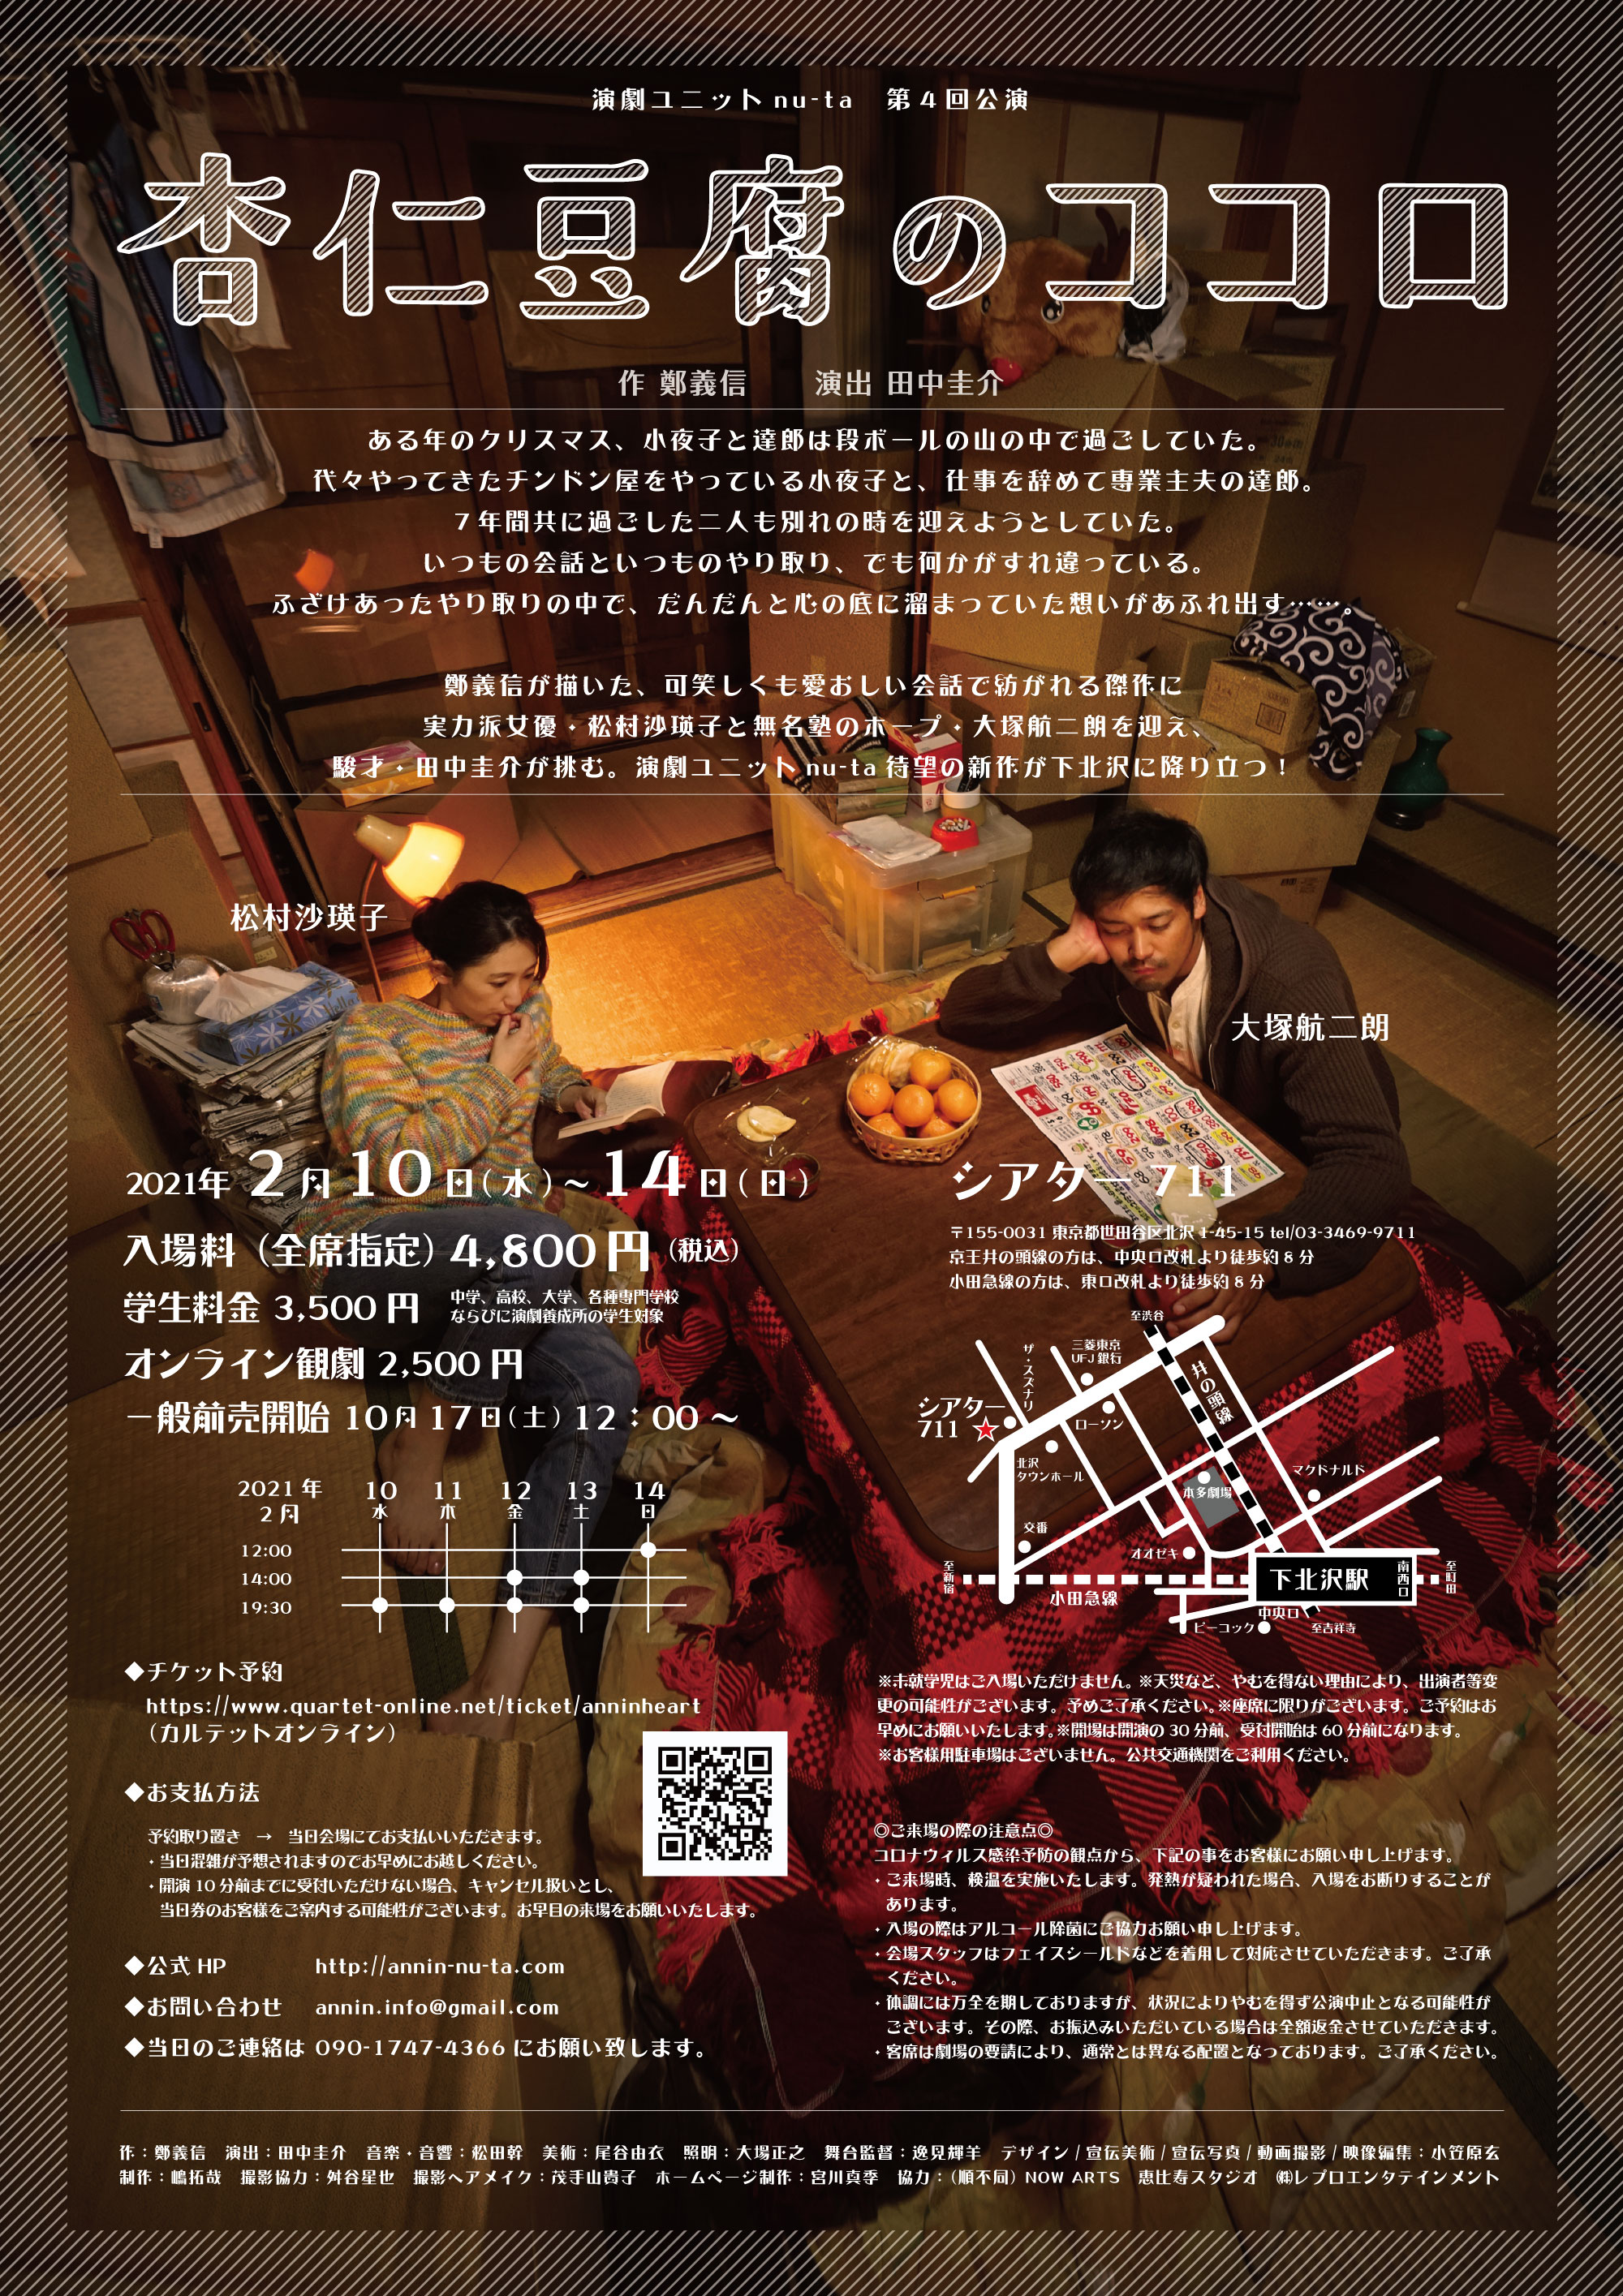 演劇ユニット nu-ta 第4回公演
杏仁豆腐のココロ
作 鄭義信 演出 田中圭介
ある年のクリスマス、小夜子と達郎は段ボールの山の中で過ごしていた。
代々やってきたチンドン屋をやっている小夜子と、仕事を辞めて専業主夫の達郎。
7年間共に過ごした二人も別れの時を迎えようとしていた。
いつもの会話といつものやり取り、でも何かがすれ違っている。
ふざけあったやり取りの中で、だんだんと心の底に溜まっていた想いがあふれ出す……。
鄭義信が描いた、可笑しくも愛おしい会話で紡がれる傑作に
実力派女優・松村沙瑛子と無名塾のホープ・大塚航二朗を迎え、
駿才・田中圭介が挑む。演劇ユニット nu-ta 待望の新作が下北沢に降り立つ！
松村沙瑛子
大塚航二朗
2021年 2月 10日(水)~14日(日)
入場料（全席指定）4,800円（税込）
学生料金 3,500円 中学、高校、大学、各種専門学校
ならびに演劇養成所の学生対象
オンライン観劇 2,500円
一般前売開始 10月 17日(土) 12：00～
2021年 2月
10 11 12 13 14
水 木 金 土 日
12:00
14:00
19:30
◆チケット予約
https://www.quartet-online.net/ticket/anninheart
（カルテットオンライン）
◆お支払方法
予約取り置き → 当日会場にてお支払いいただきます。
・当日混雑が予想されますのでお早めにお越しください。
・開演10分前までに受付いただけない場合、キャンセル扱いとし、
当日券のお客様をご案内する可能性がございます。お早目の来場をお願いいたします。
◆公式HP http://annin-nu-ta.com
◆お問い合わせ annin.info@gmail.com
◆当日のご連絡は 090-1747-4366 にお願い致します。
シアター 711
〒155-0031 東京都世田谷区北沢 1-45-15 tel/03-3469-9711
京王井の頭線の方は、中央口改札より徒歩約8分
小田急線の方は、東口改札より徒歩約8分
至渋谷
ザ・スズナリ
三菱東京
UFJ銀行
井の頭線
シアター
711
ローソン
北沢
タウンホール
マクドナルド
本多劇場
交番
オオゼキ
至新宿
小田急線
下北沢駅
南西口
至町田
中央口
ピーコック
至吉祥寺
※未就学児はご入場いただけません。※天災など、やむを得ない理由により、出演者等変
更の可能性がございます。予めご了承ください。※座席に限りがございます。ご予約はお
早めにお願いいたします。※開場は開演の30分前、受付開始は60分前になります。
※お客様用駐車場はございません。公共交通機関をご利用ください。
◎ご来場の際の注意点◎
コロナウィルス感染予防の観点から、下記の事をお客様にお願い申し上げます。
・ご来場時、検温を実施いたします。発熱が疑われた場合、入場をお断りすることが
あります。
・入場の際はアルコール除菌にご協力お願い申し上げます。
・会場スタッフはフェイスシールドなどを着用して対応させていただきます。ご了承
ください。
・体調には万全を期しておりますが、状況によりやむを得ず公演中止となる可能性が
ございます。その際、お振込みいただいている場合は全額返金させていただきます。
・客席は劇場の要請により、通常とは異なる配置となっております。ご了承ください。
作：鄭義信 演出：田中圭介 音楽・音響：松田幹 美術：尾谷由衣 照明：大場正之 舞台監督：逸見輝羊 デザイン/宣伝美術/宣伝写真/動画撮影/映像編集：小笠原玄
制作：嶋拓哉 撮影協力：舛谷星也 撮影ヘアメイク：茂手山貴子 ホームページ制作：宮川真季 協力：（順不同）NOW ARTS 恵比寿スタジオ ㈱レプロエンタテインメント